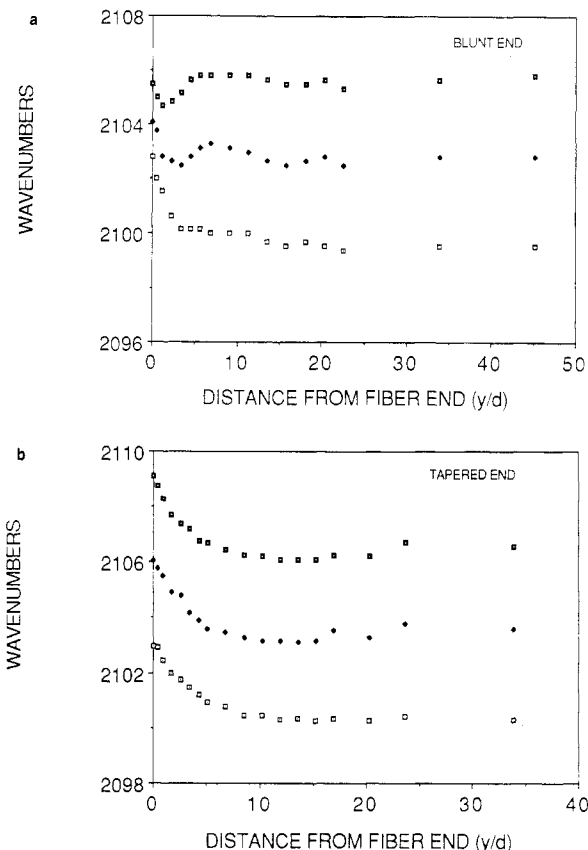 a
2108
BLUNT END
2104
WAVENUMBERS
2100
2096
0 10 20 30 40 50
DISTANCE FROM FIBER END (y/d)
b
2110
TAPERED END
2106
WAVENUMBERS
2102
2098
0 10 20 30 40
DISTANCE FROM FIBER END (y/d)